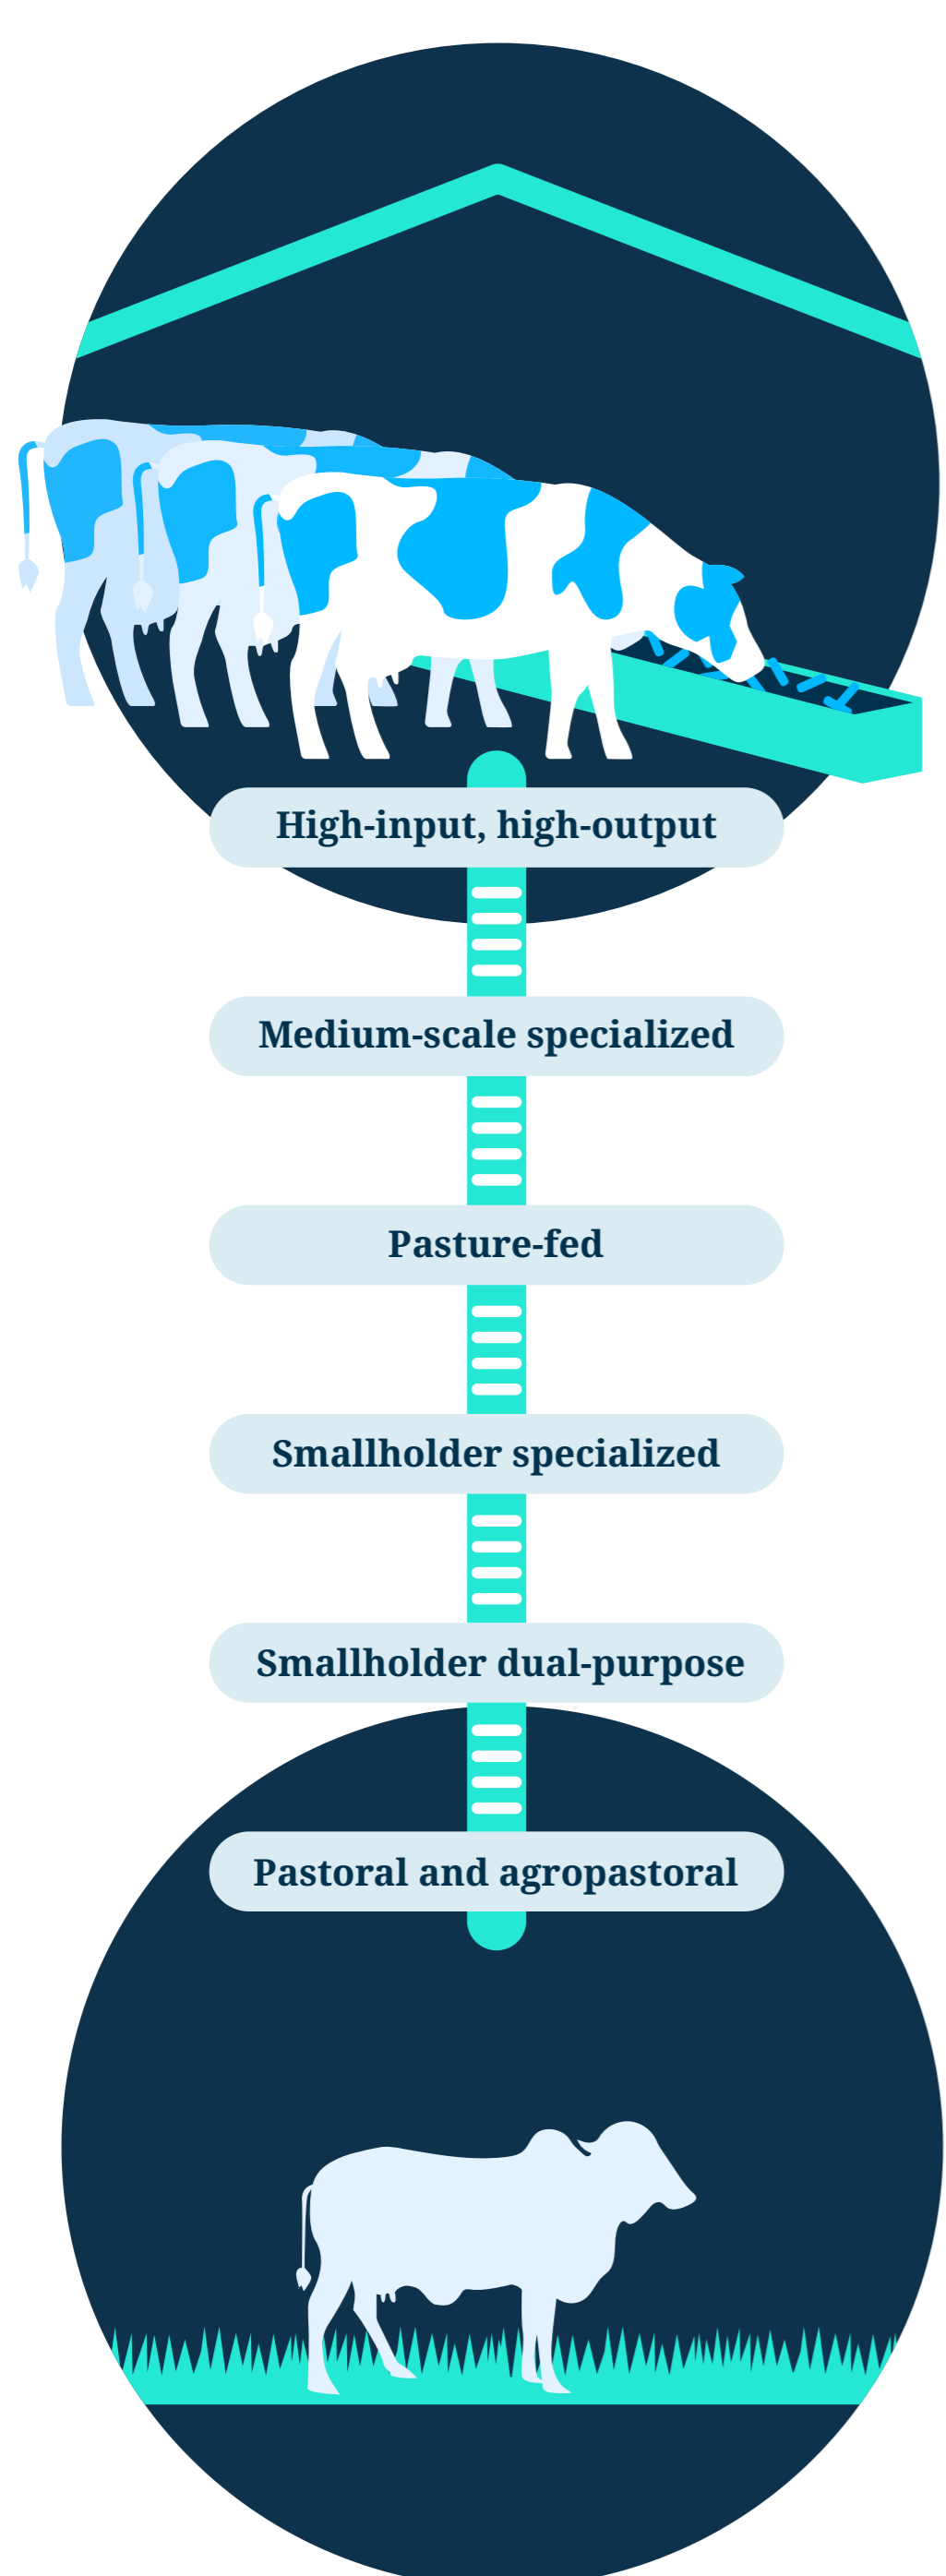 High-input, high-output
Medium-scale specialized
Pasture-fed
Smallholder specialized
Smallholder dual-purpose
Pastoral and agropastoral